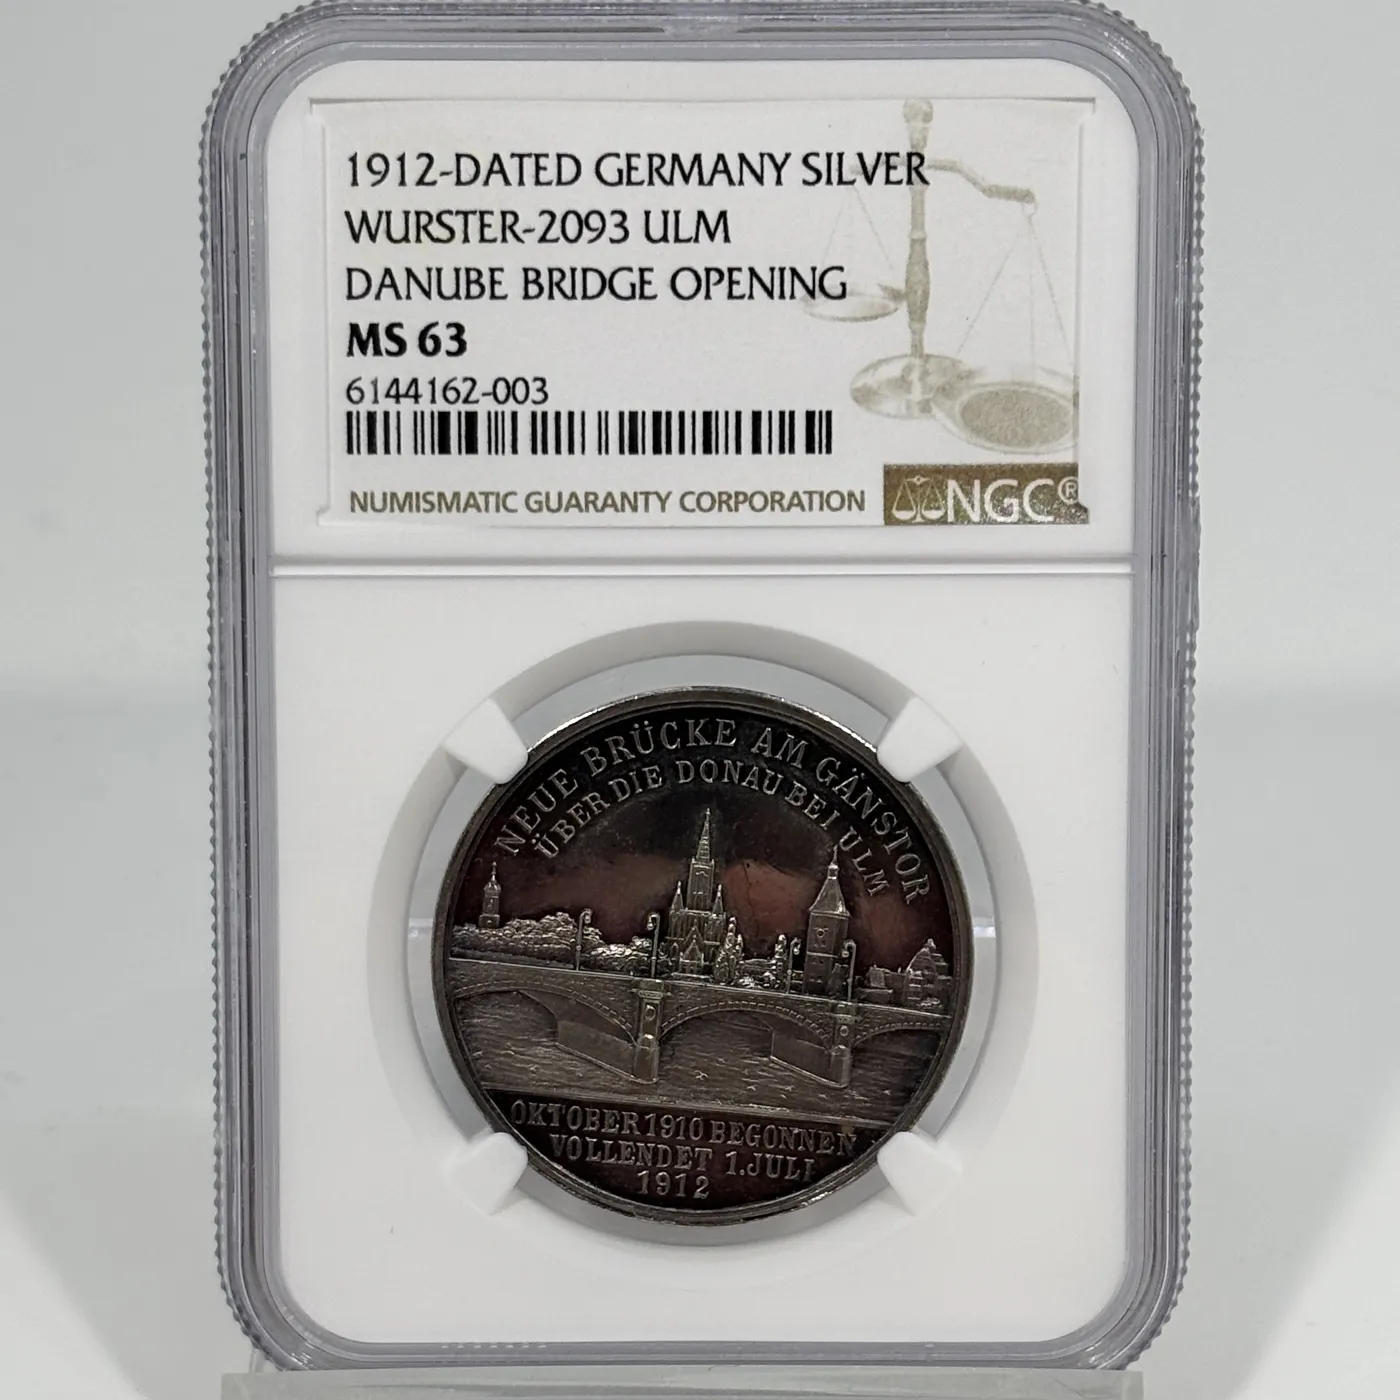 1912-DATED GERMANY SILVER
WURSTER-2093 ULM
DANUBE BRIDGE OPENING
MS 63
6144162-003
NUMISMATIC GUARANTY CORPORATION
NGC®
NEUE BRÜCKE AM GÄNSTOR
ÜBER DIE DONAU BEI ULM
OKTOBER 1910 BEGONNEN
VOLLENDET 1. JULI
1912